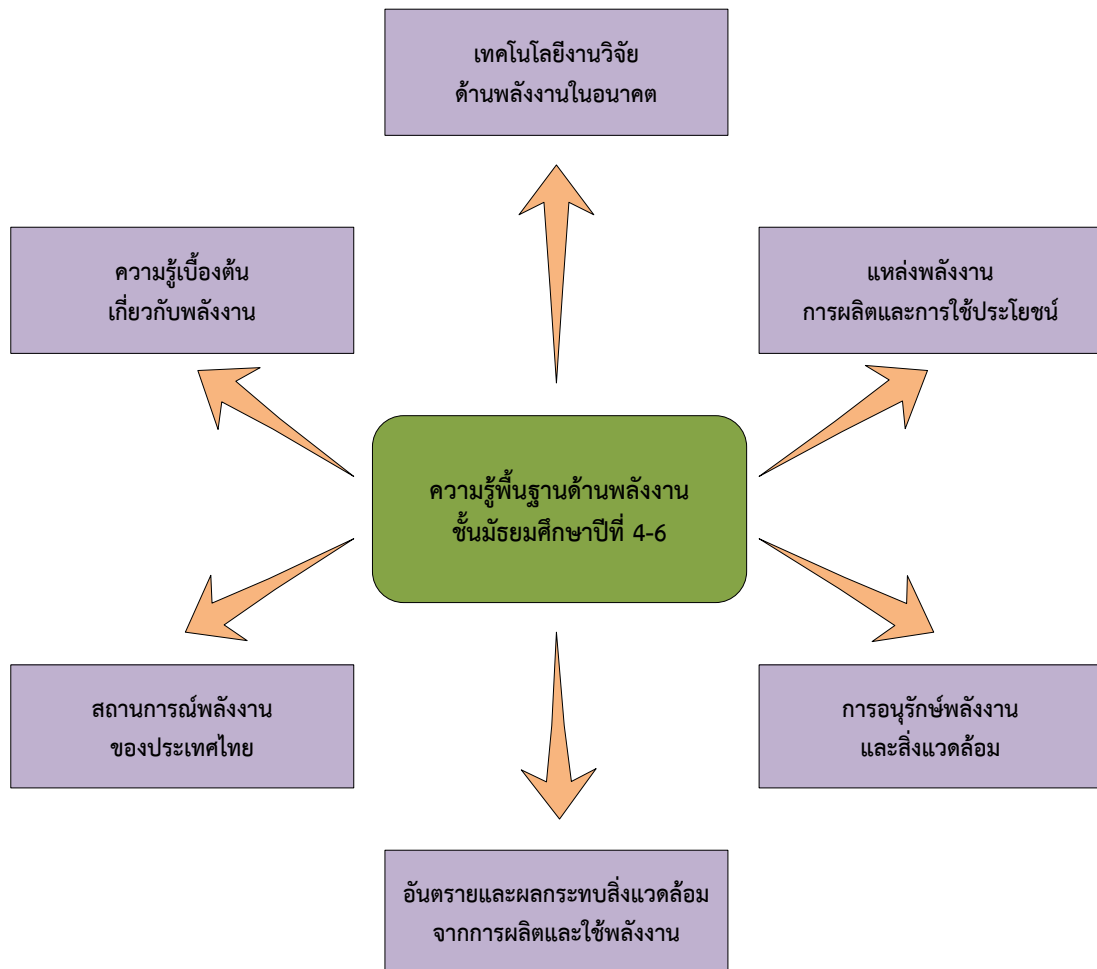 เทคโนโลยีงานวิจัย
ด้านพลังงานในอนาคต
ความรู้เบื้องต้น
เกี่ยวกับพลังงาน
แหล่งพลังงาน
การผลิตและการใช้ประโยชน์
ความรู้พื้นฐานด้านพลังงาน
ชั้นมัธยมศึกษาปีที่ 4-6
สถานการณ์พลังงาน
ของประเทศไทย
การอนุรักษ์พลังงาน
และสิ่งแวดล้อม
อันตรายและผลกระทบสิ่งแวดล้อม
จากการผลิตและใช้พลังงาน